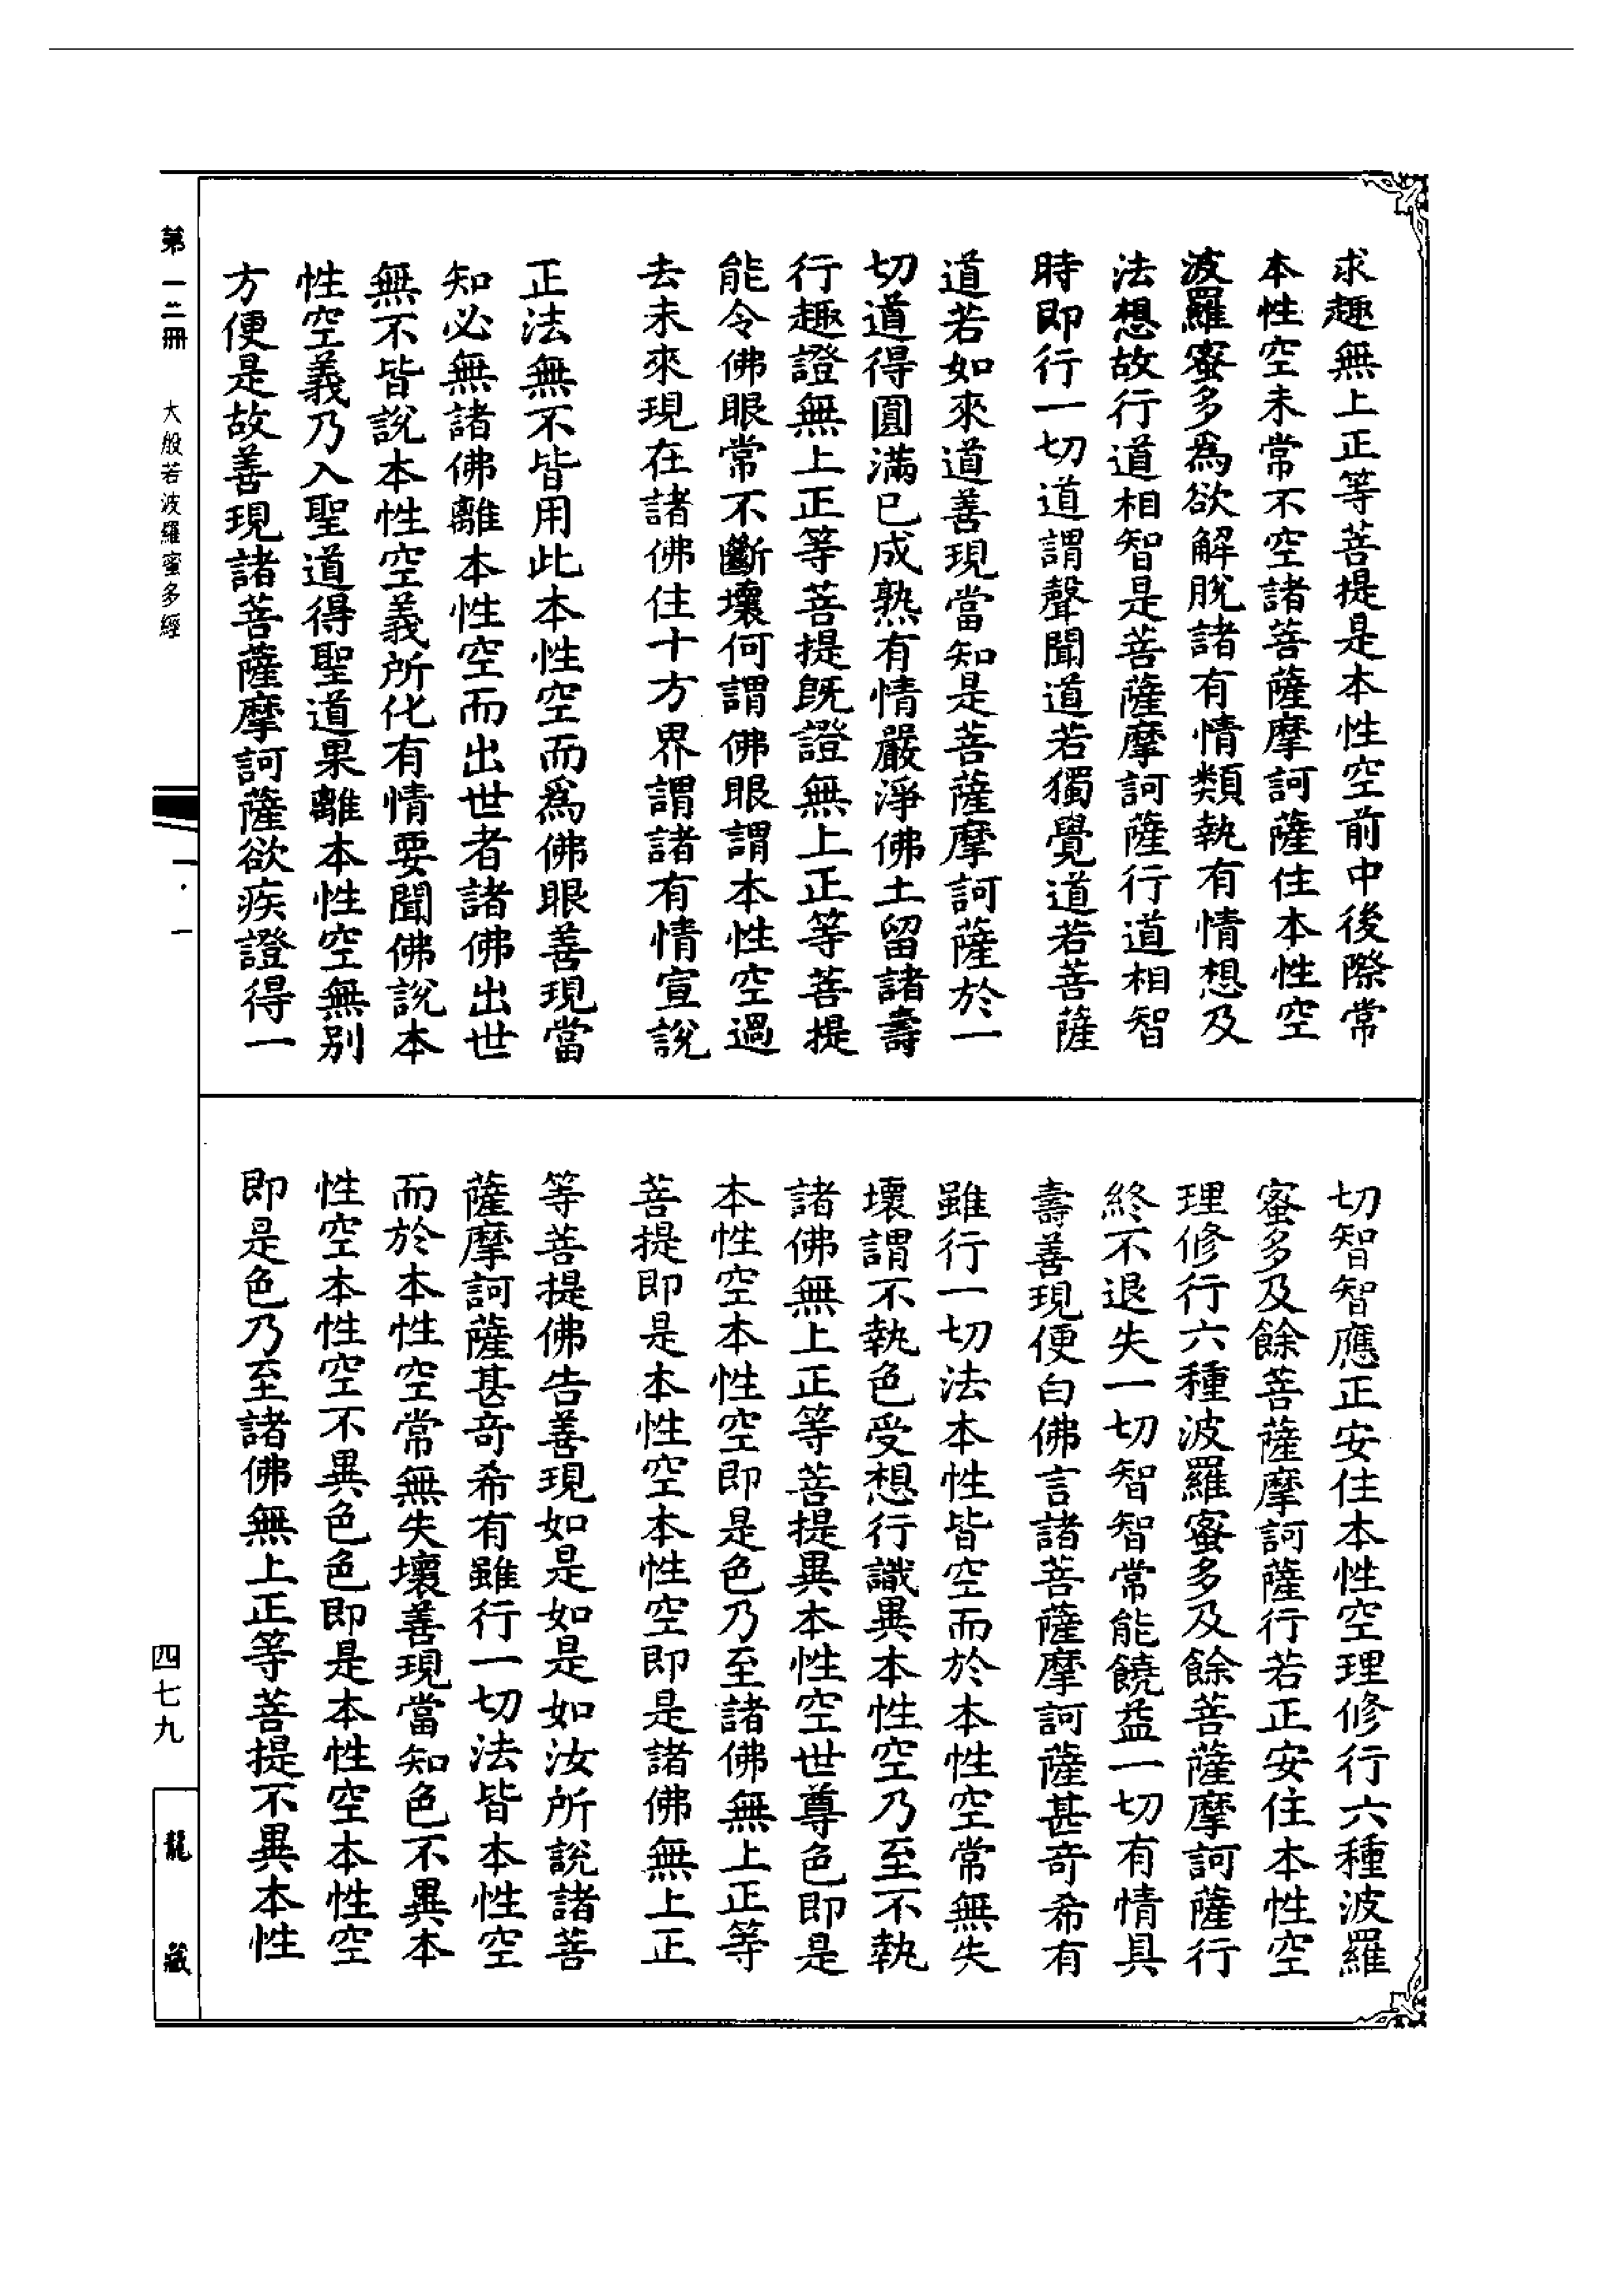 求趣無上正等菩提是本性空前中後際常
本性空未常不空諸菩薩摩訶薩住本性空
波羅蜜多爲欲解脫諸有情類執有情想及
法想故行道相智是菩薩摩訶薩行道相智
時即行一切道謂聲聞道若獨覺道若菩薩
道若如來道善現當知是菩薩摩訶薩於一
切道得圓滿已成熟有情嚴淨佛土留諸壽
行趣證無上正等菩提既證無上正等菩提
能令佛眼常不斷壞何謂佛眼謂本性空過
去未來現在諸佛住十方界謂諸有情宣說
正法無不皆用此本性空而爲佛眼善現當
知必無諸佛離本性空而出世者諸佛出世
無不皆說本性空義所化有情要聞佛說本
性空義乃入聖道得聖道果離本性空無別
方便是故善現諸菩薩摩訶薩欲疾證得一
切智智應正安住本性空理修行六種波羅
蜜多及餘菩薩摩訶薩行若正安住本性空
理修行六種波羅蜜多及餘菩薩摩訶薩行
終不退失一切智智常能饒益一切有情具
壽善現便白佛言諸菩薩摩訶薩甚奇希有
雖行一切法本性皆空而於本性空常無失
壞謂不執色受想行識異本性空乃至不執
諸佛無上正等菩提異本性空世尊色即是
本性空本性空即是色乃至諸佛無上正等
菩提即是本性空本性空即是諸佛無上正
等菩提佛告善現如是如是如汝所說諸菩
薩摩訶薩甚奇希有雖行一切法皆本性空
而於本性空常無失壞善現當知色不異本
性空本性空不異色色即是本性空本性空
即是色乃至諸佛無上正等菩提不異本性
第一二冊 大般若波羅蜜多經
一·一
四七九
龍藏